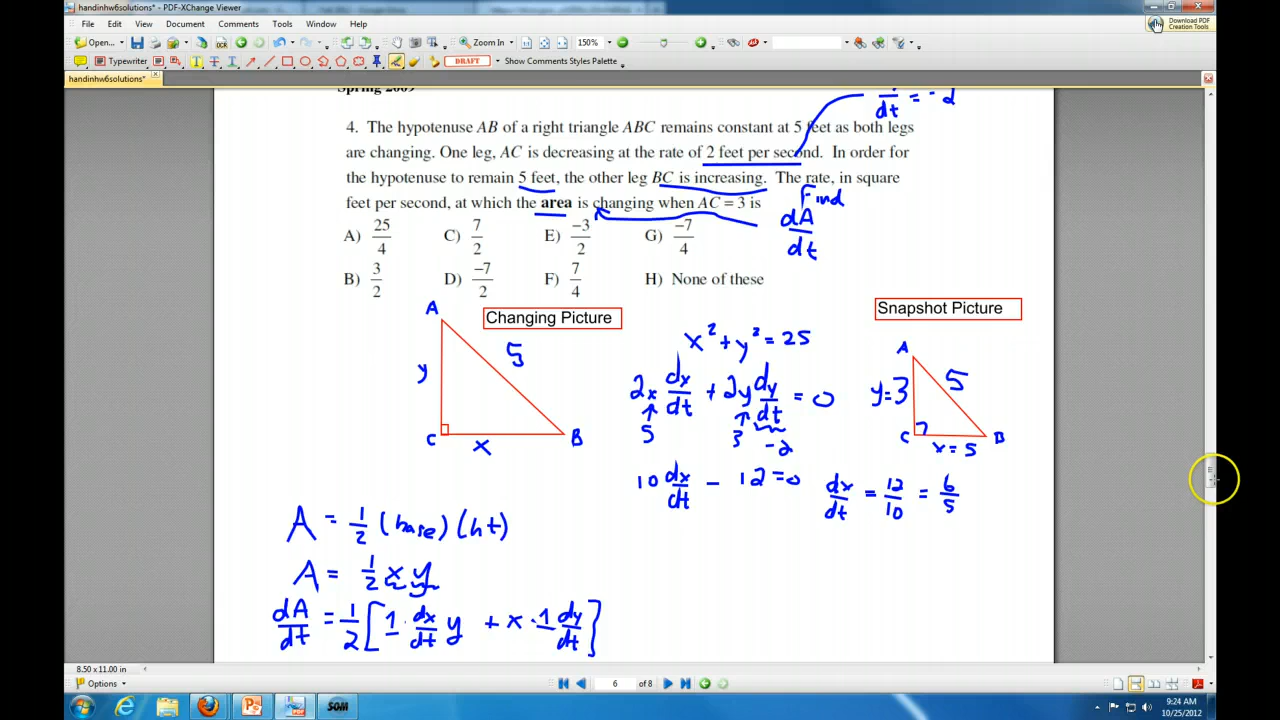 handinhw6solutions* - PDF-XChange Viewer
File Edit View Document Comments Tools Window Help
Open... Zoom In 150% Download PDF Creation Tools
Typewriter DRAFT Show Comments Styles Palette
handinhw6solutions*
Spring 2009
dt = -2
4. The hypotenuse AB of a right triangle ABC remains constant at 5 feet as both legs
are changing. One leg, AC is decreasing at the rate of 2 feet per second. In order for
the hypotenuse to remain 5 feet, the other leg BC is increasing. The rate, in square
feet per second, at which the area is changing when AC = 3 is
Find
dA/dt
A) 25/4 C) 7/2 E) -3/2 G) -7/4
B) 3/2 D) -7/2 F) 7/4 H) None of these
Changing Picture
A
5
y
C
x
B
x² + y² = 25
2x dx/dt + 2y dy/dt = 0
5 3 -2
10 dx/dt - 12 = 0 dx/dt = 12/10 = 6/5
Snapshot Picture
A
y = 3
5
C
B
x = 5
A = 1/2 (base) (ht)
A = 1/2 x y
dA/dt = 1/2 [1 · dx/dt y + x · 1 dy/dt]
8.50 x 11.00 in
Options 6 of 8
SOM
9:24 AM
10/25/2012